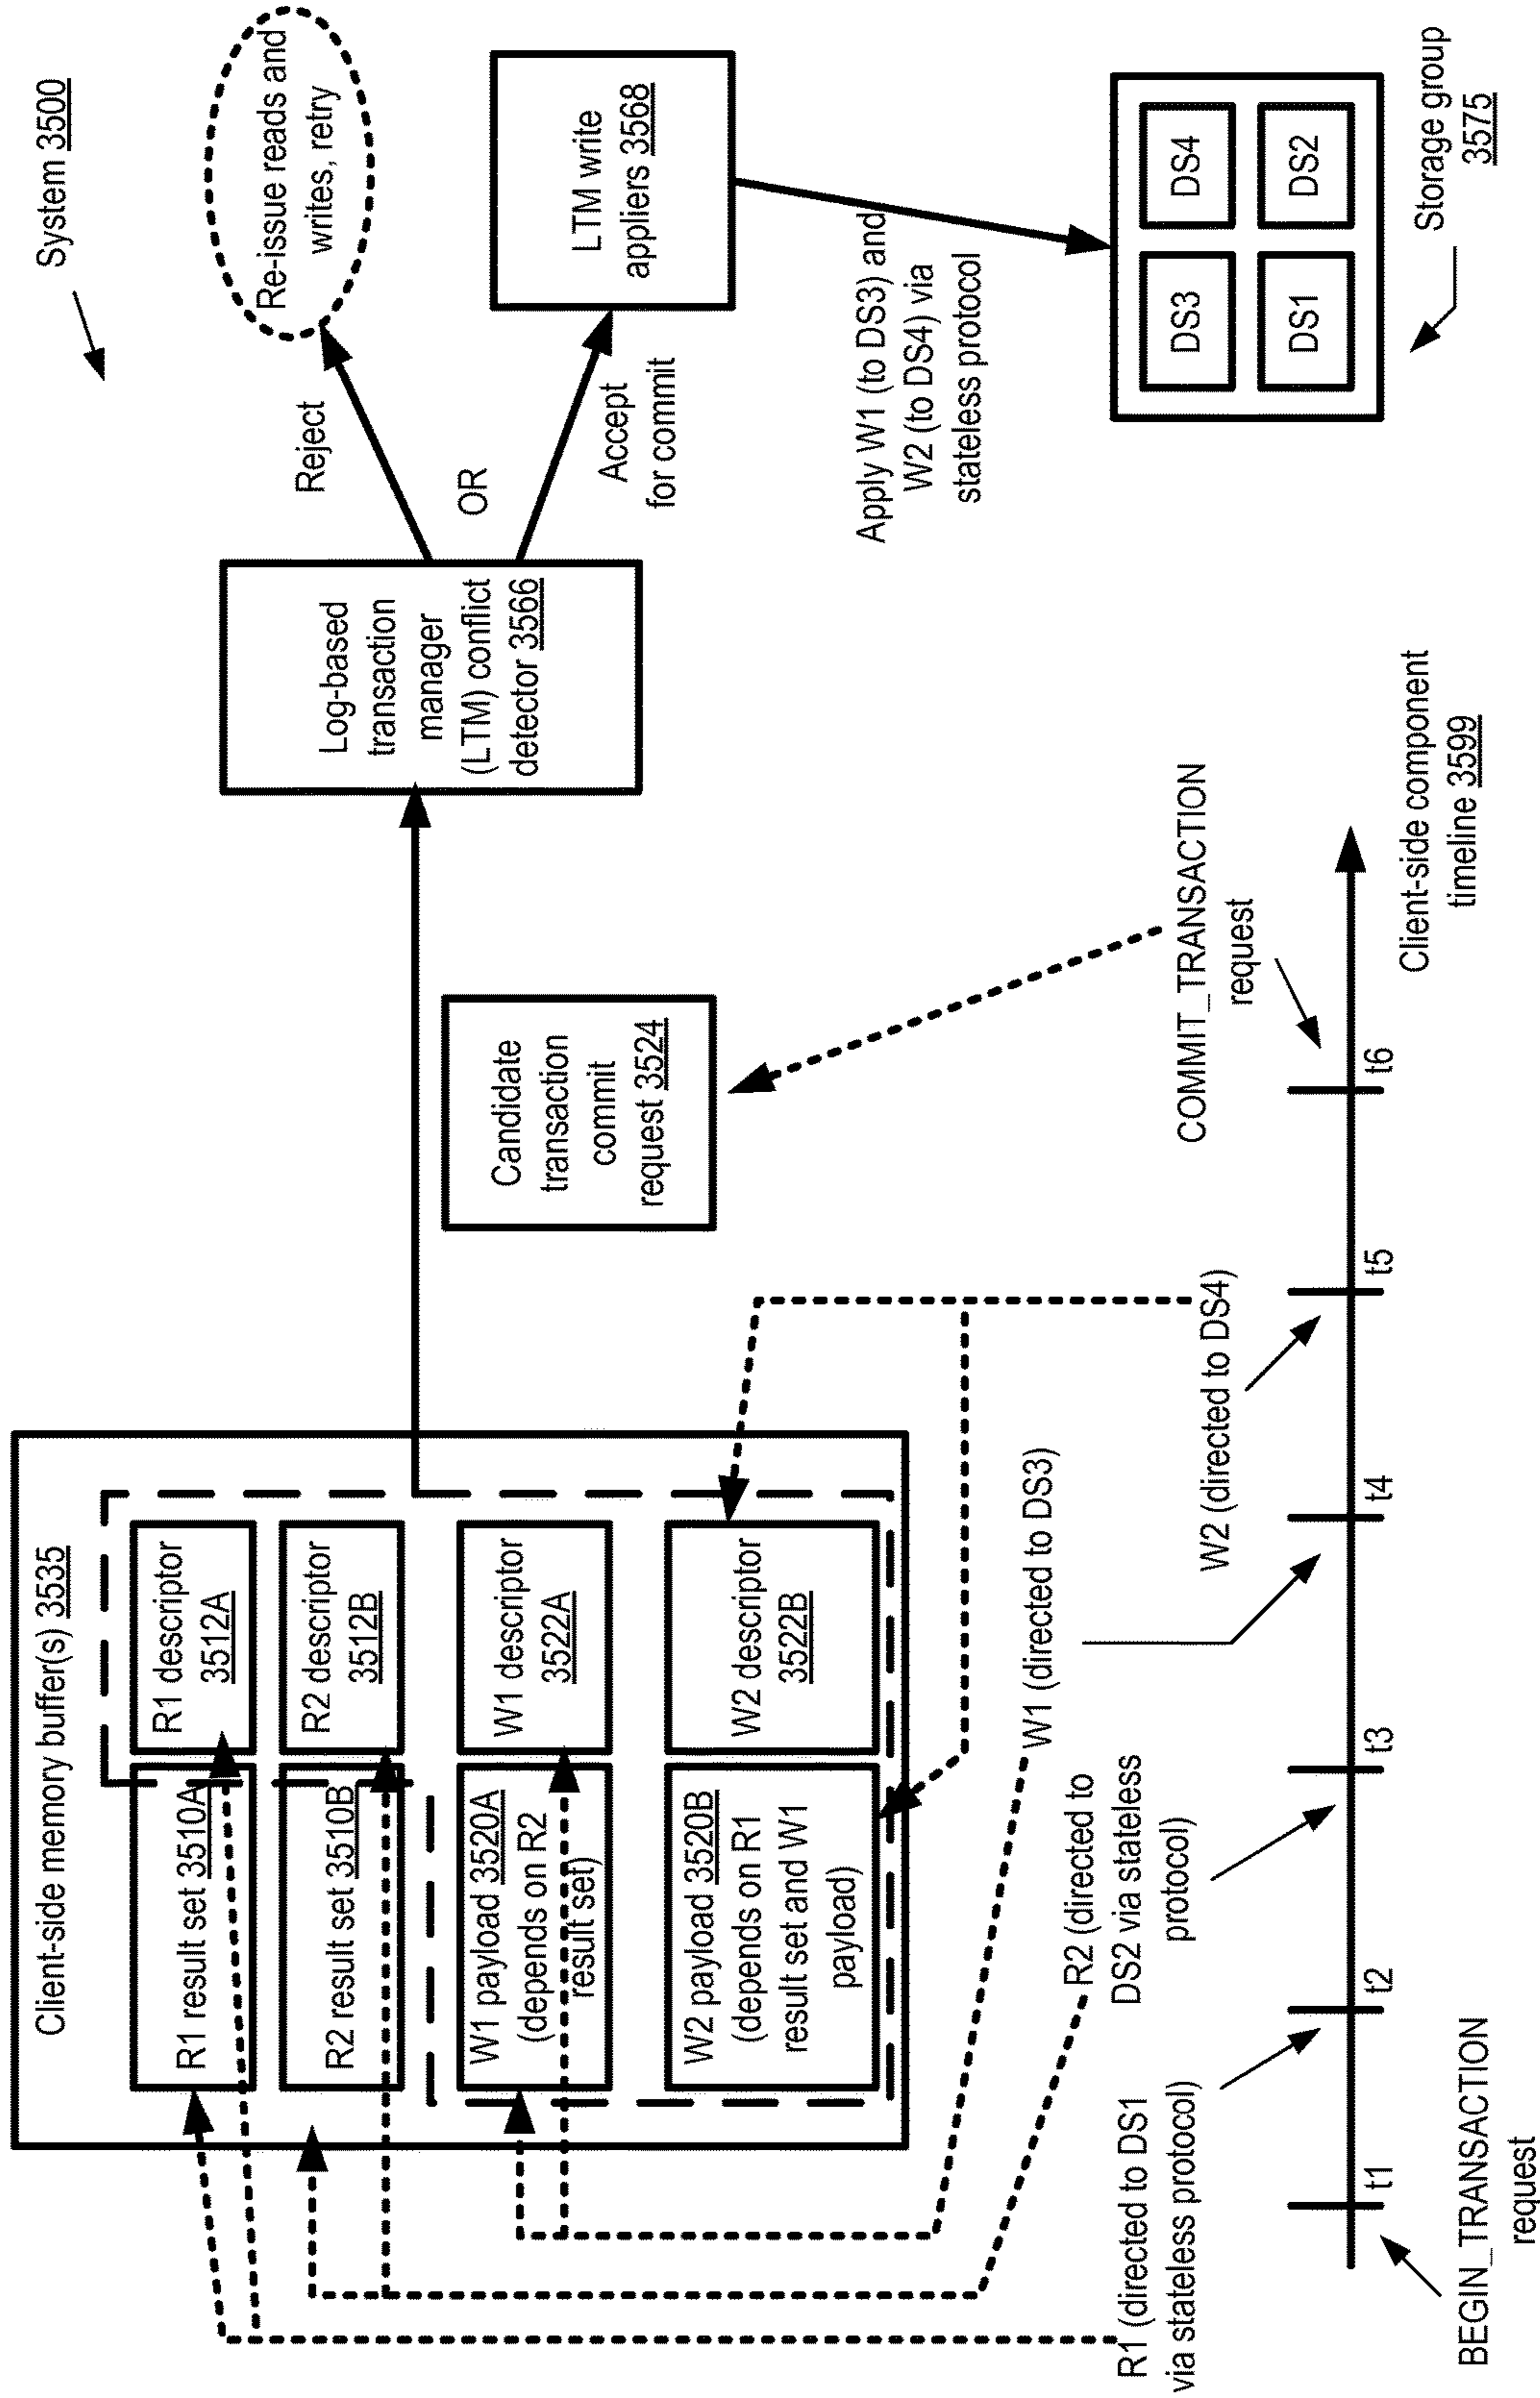 System 3500
Client-side memory buffer(s) 3535
R1 result set 3510A
R1 descriptor
3512A
R2 result set 3510B
R2 descriptor
3512B
W1 payload 3520A
(depends on R2
result set)
W1 descriptor
3522A
W2 payload 3520B
(depends on R1
result set and W1
payload)
W2 descriptor
3522B
Candidate
transaction
commit
request 3524
Log-based
transaction
manager
(LTM) conflict
detector 3566
Reject
OR
Accept
for commit
Re-issue reads and
writes, retry
LTM write
appliers 3568
Apply W1 (to DS3) and
W2 (to DS4) via
stateless protocol
DS3
DS4
DS1
DS2
Storage group
3575
R1 (directed to DS1
via stateless protocol)
R2 (directed to
DS2 via stateless
protocol)
W1 (directed to DS3)
W2 (directed to DS4)
COMMIT_TRANSACTION
request
t1
t2
t3
t4
t5
t6
BEGIN_TRANSACTION
request
Client-side component
timeline 3599